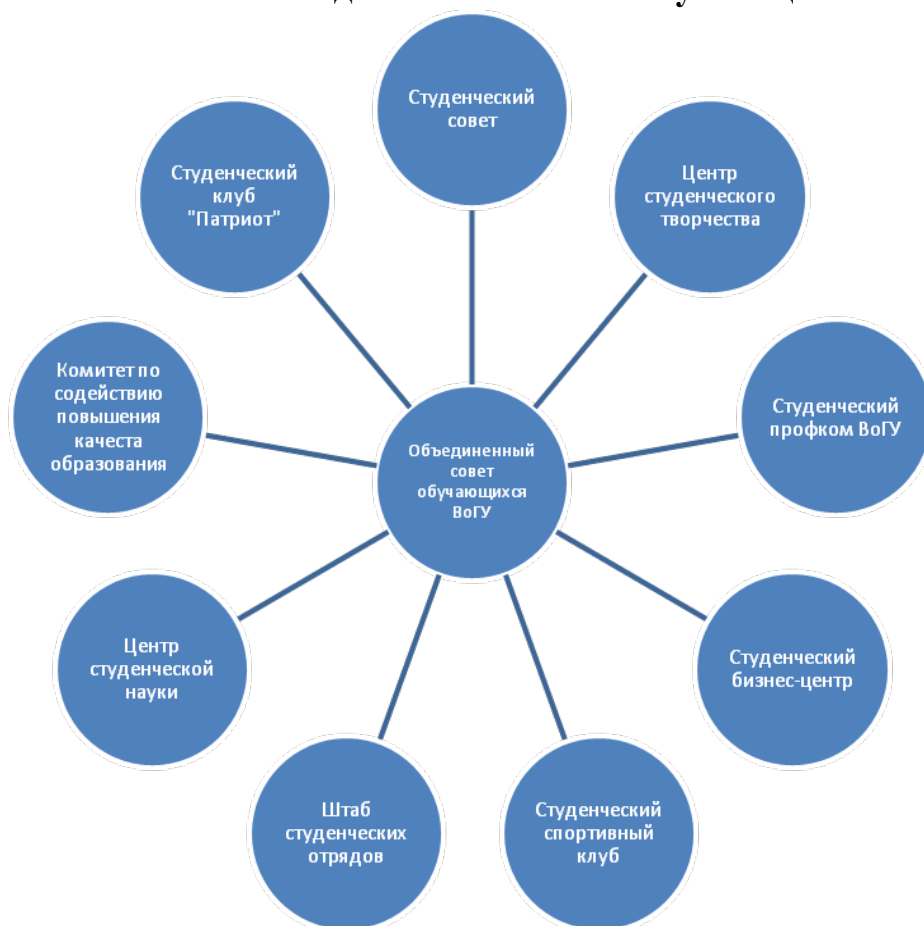 Студенческий
совет
Центр
студенческого
творчества
Студенческий
профком ВоГУ
Студенческий
бизнес-центр
Студенческий
спортивный
клуб
Штаб
студенческих
отрядов
Центр
студенческой
науки
Комитет по
содействию
повышения
качеста
образования
Студенческий
клуб
"Патриот"
Объединенный
совет
обучающихся
ВоГУ